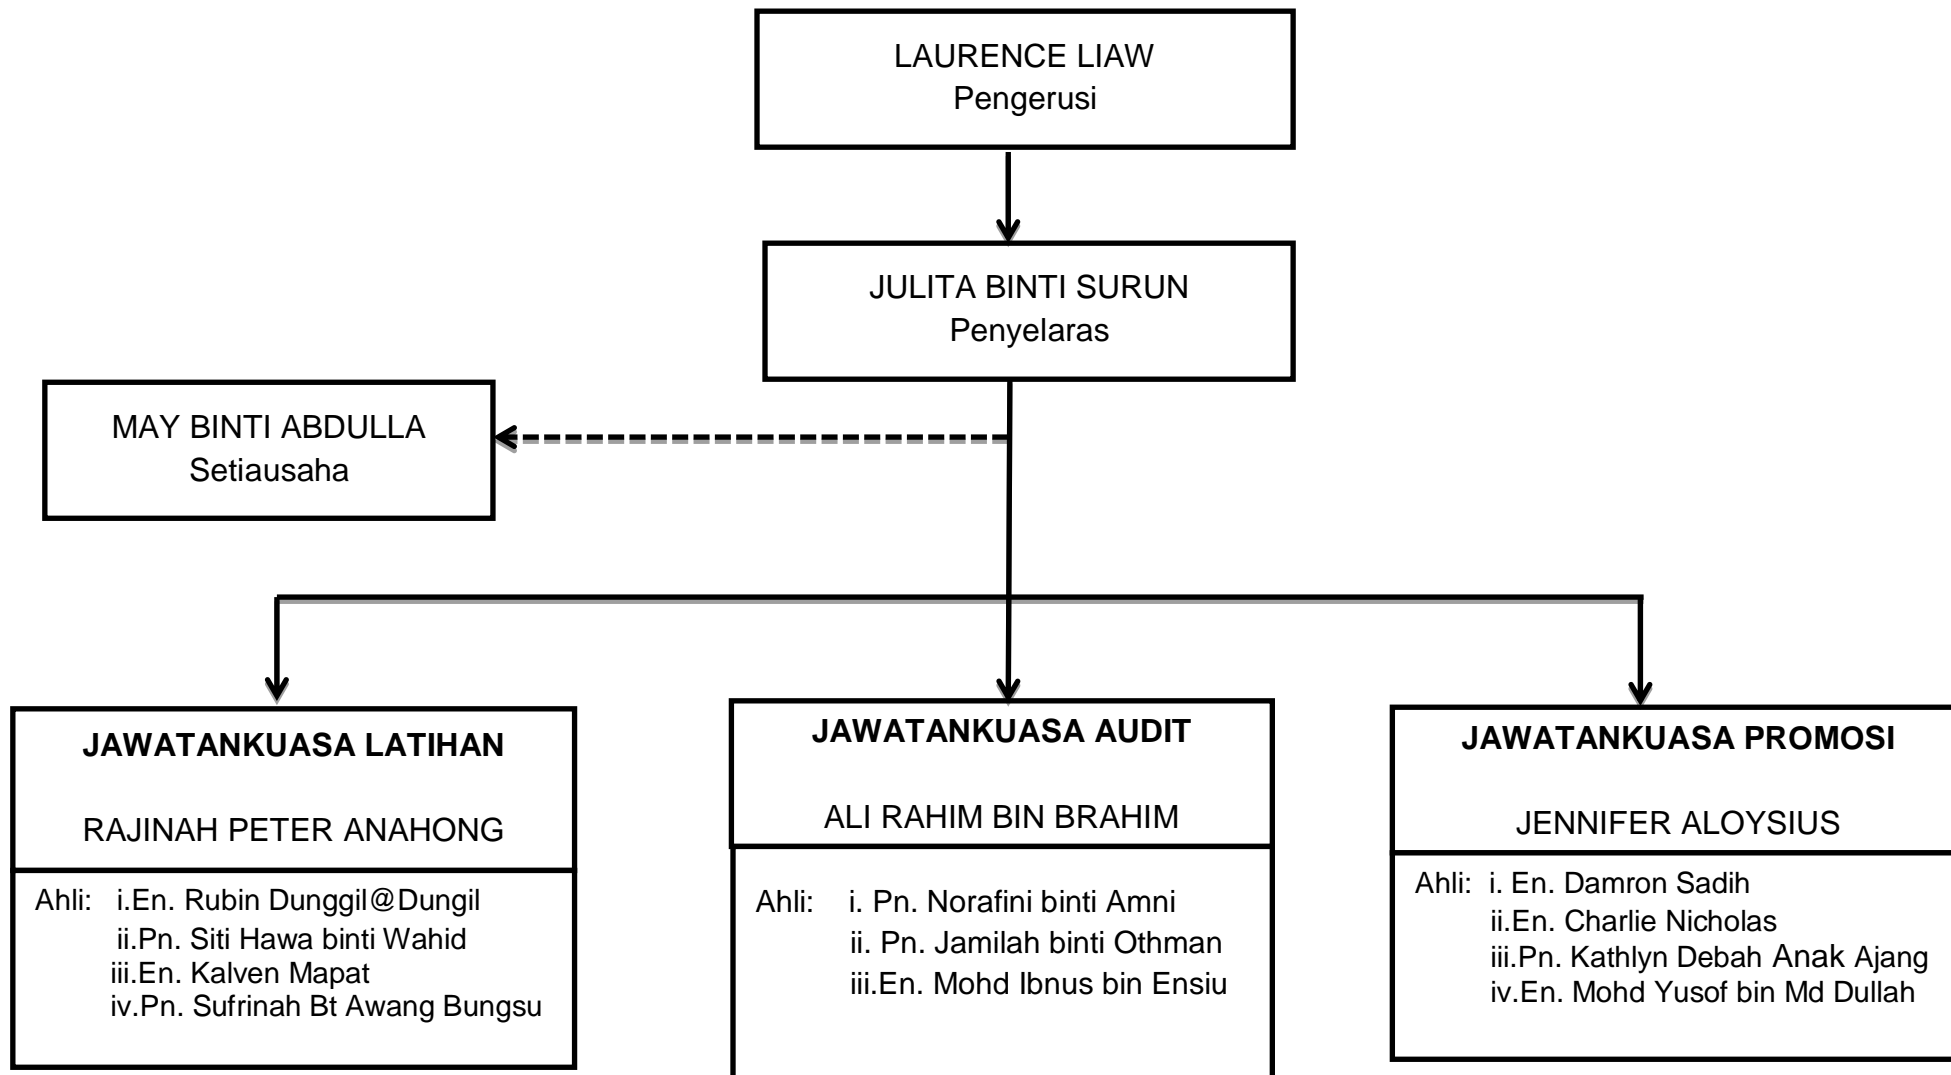 LAURENCE LIAW
Pengerusi
JULITA BINTI SURUN
Penyelaras
MAY BINTI ABDULLA
Setiausaha
JAWATANKUASA LATIHAN
RAJINAH PETER ANAHONG
Ahli: i.En. Rubin Dunggil@Dungil
ii.Pn. Siti Hawa binti Wahid
iii.En. Kalven Mapat
iv.Pn. Sufrinah Bt Awang Bungsu
JAWATANKUASA AUDIT
ALI RAHIM BIN BRAHIM
Ahli: i. Pn. Norafini binti Amni
ii. Pn. Jamilah binti Othman
iii.En. Mohd Ibnus bin Ensiu
JAWATANKUASA PROMOSI
JENNIFER ALOYSIUS
Ahli: i. En. Damron Sadih
ii.En. Charlie Nicholas
iii.Pn. Kathlyn Debah Anak Ajang
iv.En. Mohd Yusof bin Md Dullah